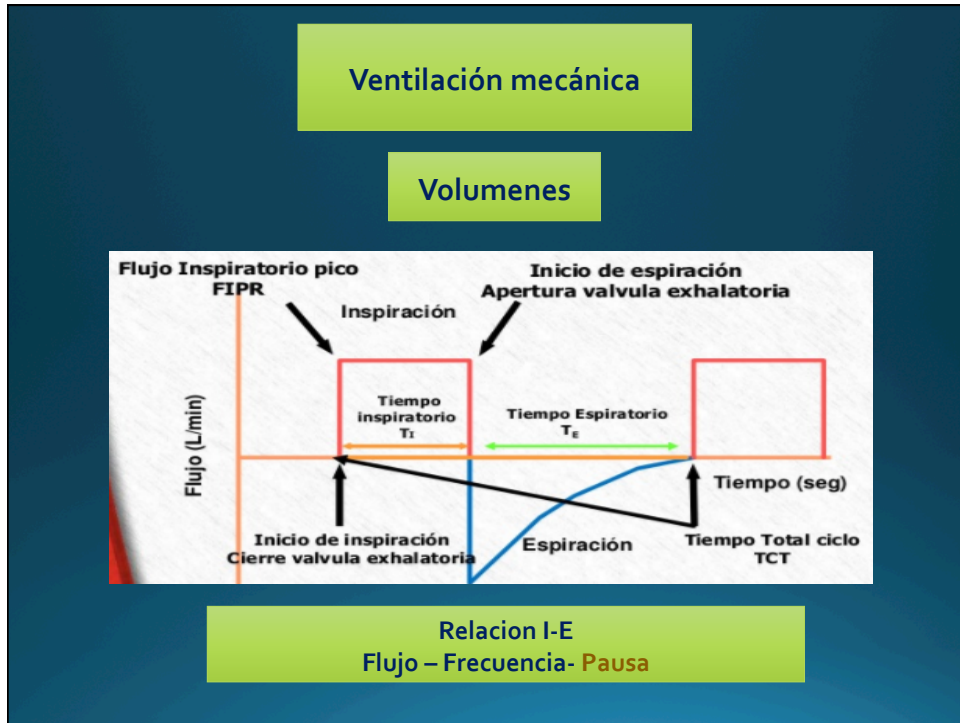 Ventilación mecánica
Volumenes
Flujo Inspiratorio pico
FIPR
Inicio de espiración
Apertura valvula exhalatoria
Inspiración
Flujo (L/min)
Tiempo
inspiratorio
TI
Tiempo Espiratorio
TE
Tiempo (seg)
Inicio de inspiración
Cierre valvula exhalatoria
Espiración
Tiempo Total ciclo
TCT
Relacion I-E
Flujo – Frecuencia- Pausa